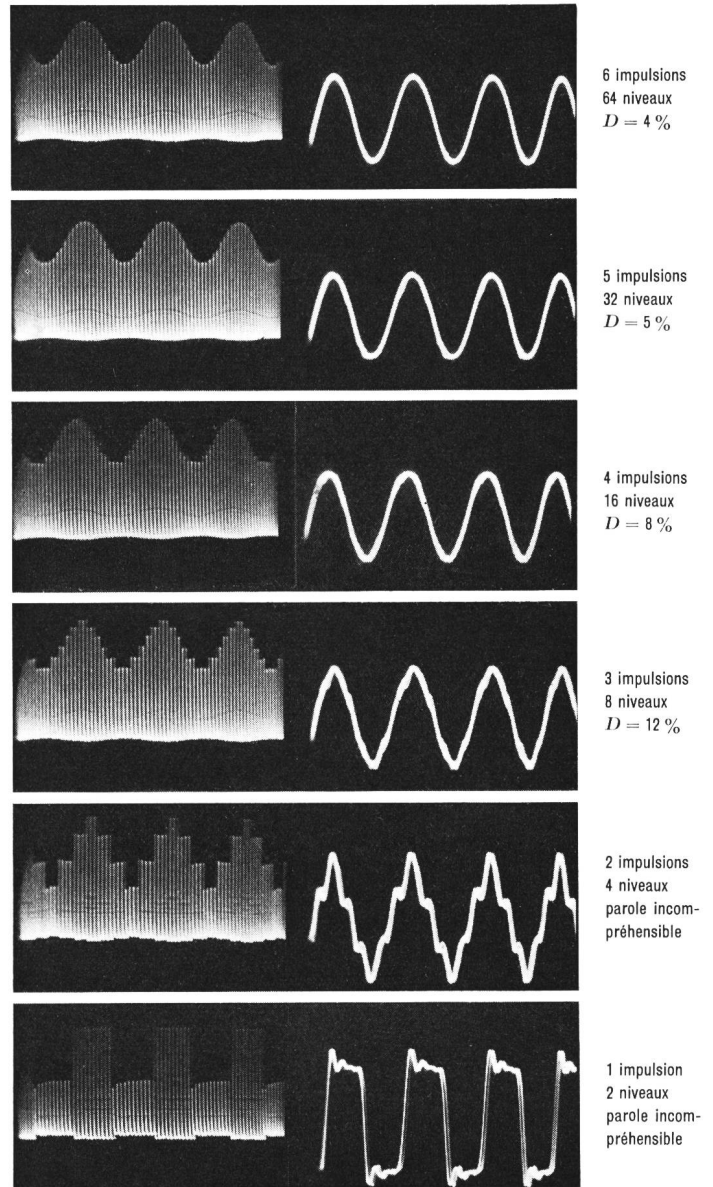 6 impulsions
64 niveaux
D = 4 %
5 impulsions
32 niveaux
D = 5 %
4 impulsions
16 niveaux
D = 8 %
3 impulsions
8 niveaux
D = 12 %
2 impulsions
4 niveaux
parole incom-
préhensible
1 impulsion
2 niveaux
parole incom-
préhensible